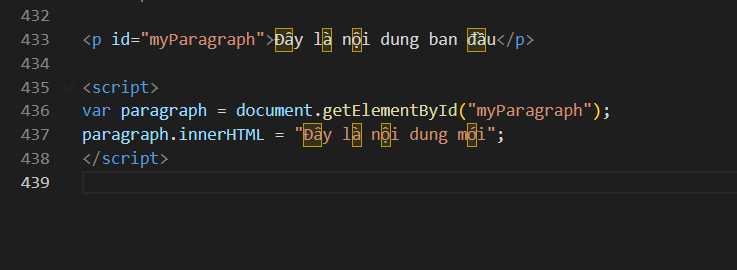 432
433 <p id="myParagraph">Đây là nội dung ban đầu</p>
434
435 <script>
436 var paragraph = document.getElementById("myParagraph");
437 paragraph.innerHTML = "Đây là nội dung mới";
438 </script>
439